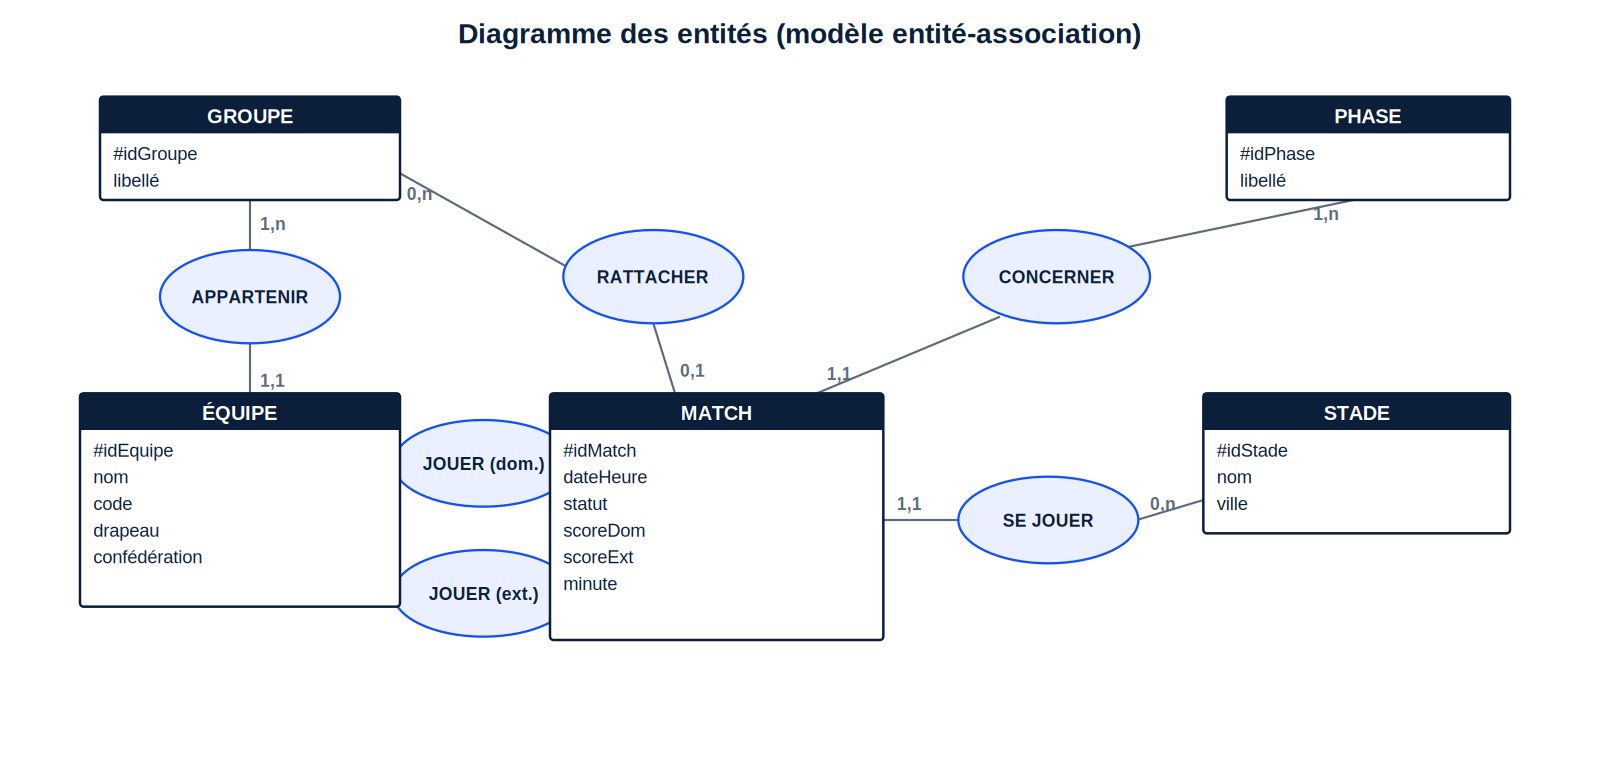 Diagramme des entités (modèle entité-association)
GROUPE
#idGroupe
libellé
PHASE
#idPhase
libellé
0,n
1,n
1,n
APPARTENIR
RATTACHER
CONCERNER
1,1
0,1
1,1
ÉQUIPE
#idEquipe
nom
code
drapeau
confédération
JOUER (dom.)
JOUER (ext.)
MATCH
#idMatch
dateHeure
statut
scoreDom
scoreExt
minute
1,1
SE JOUER
0,n
STADE
#idStade
nom
ville